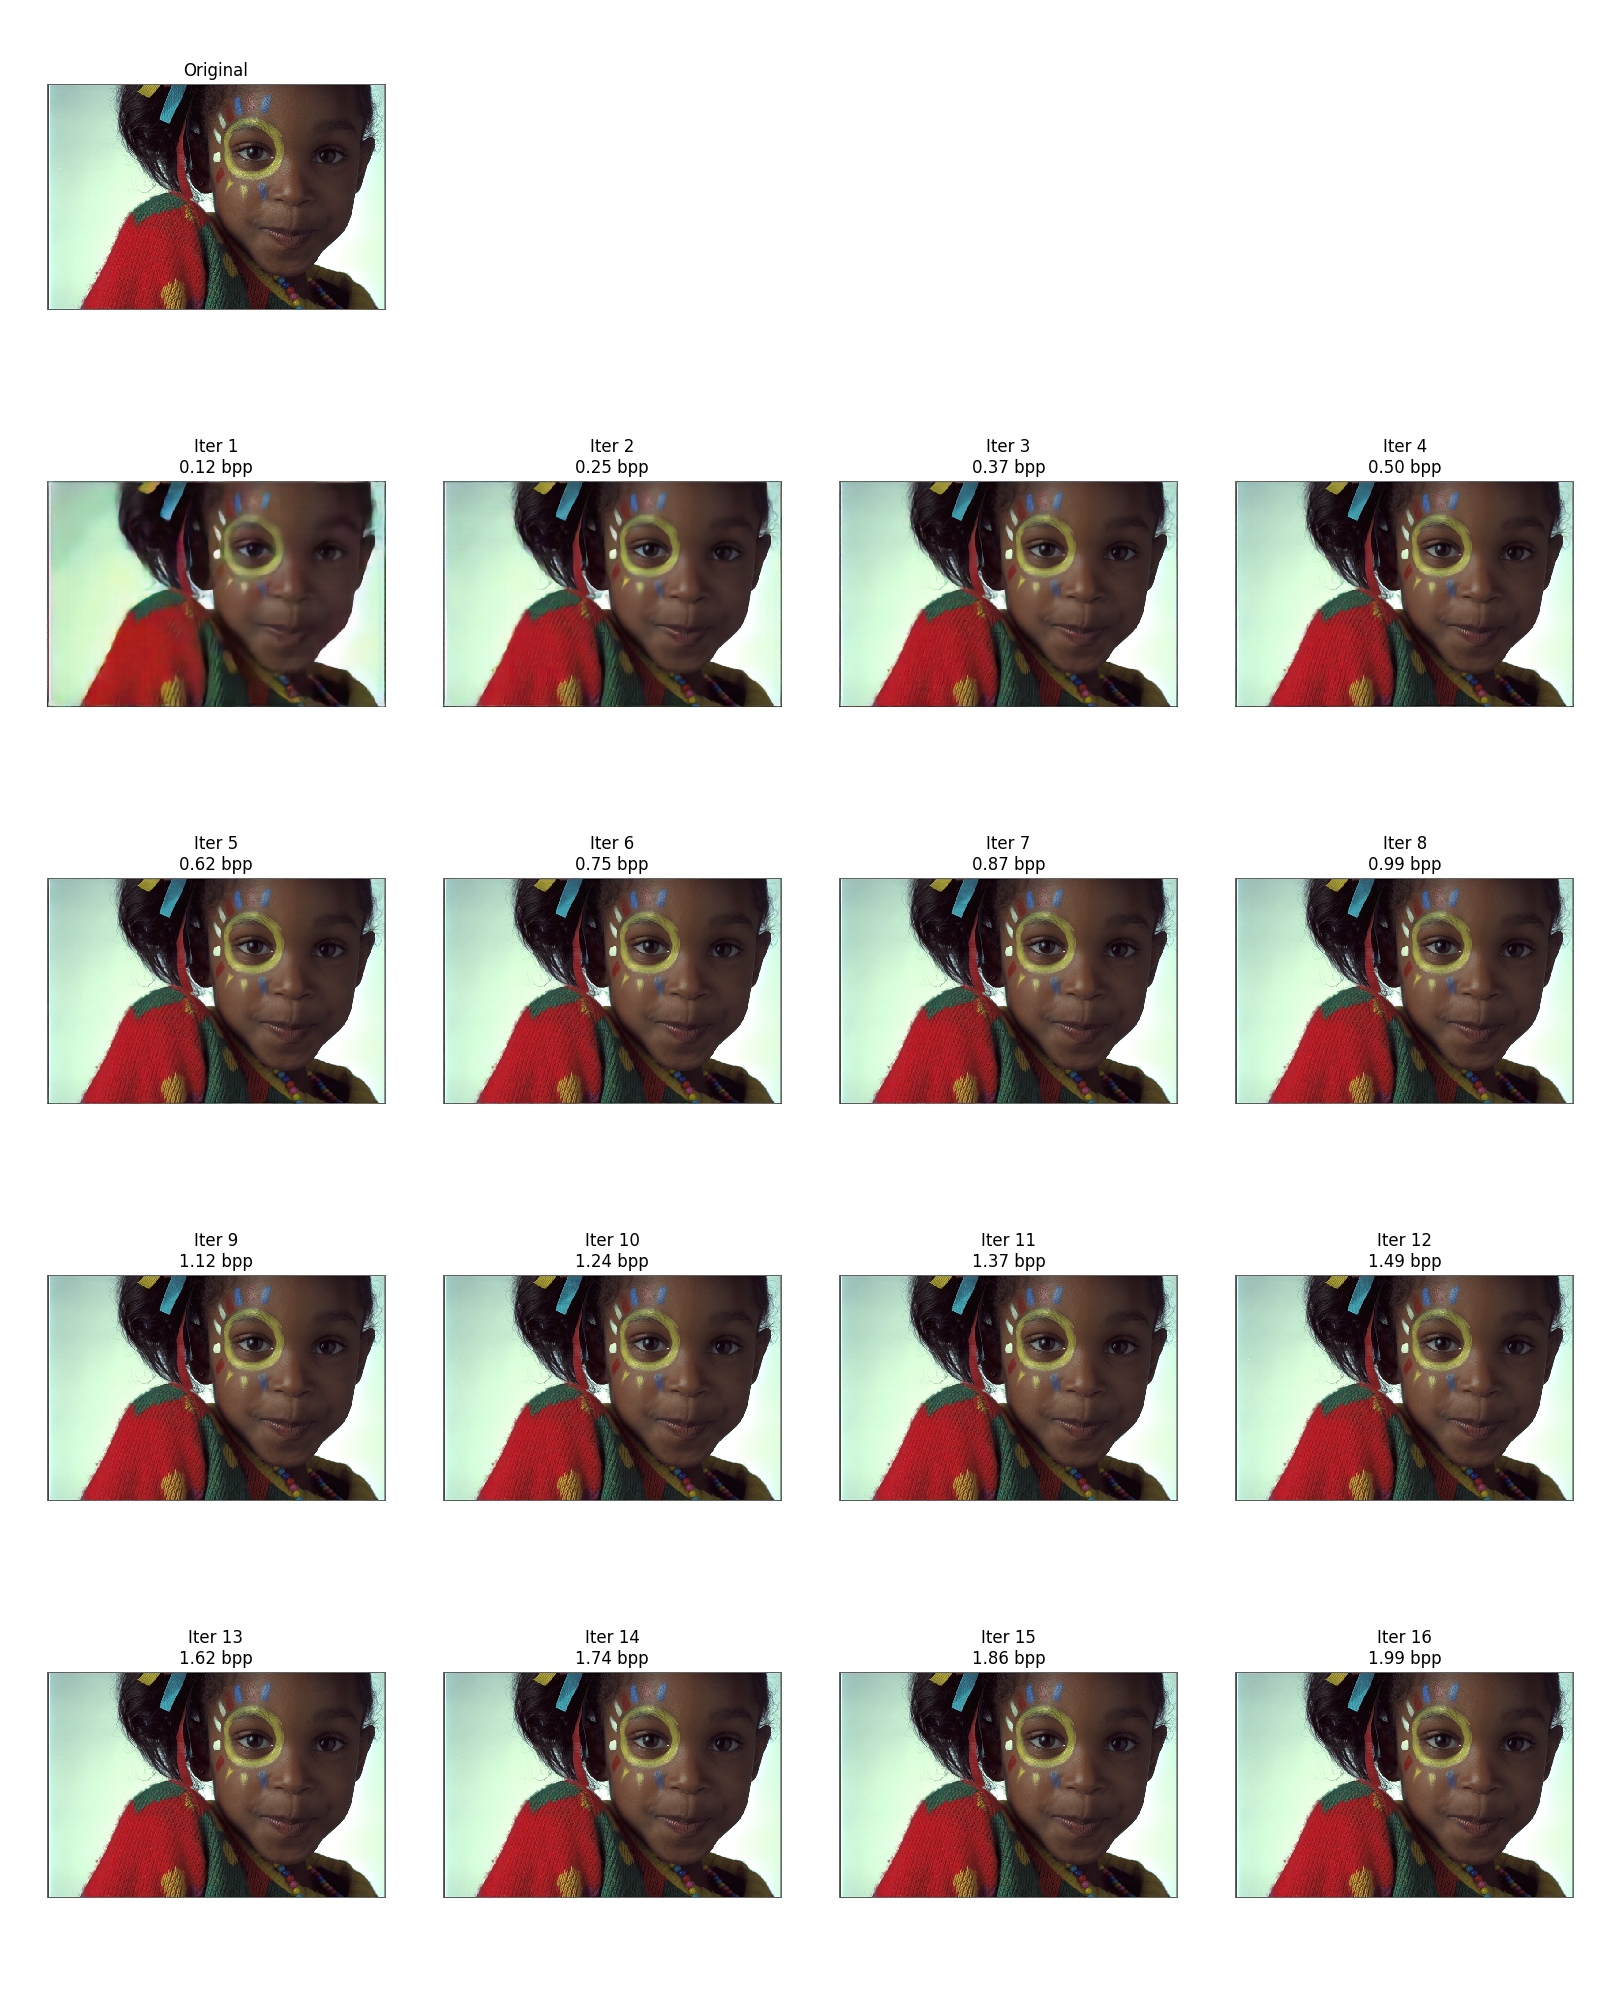 Original
Iter 1
0.12 bpp
Iter 2
0.25 bpp
Iter 3
0.37 bpp
Iter 4
0.50 bpp
Iter 5
0.62 bpp
Iter 6
0.75 bpp
Iter 7
0.87 bpp
Iter 8
0.99 bpp
Iter 9
1.12 bpp
Iter 10
1.24 bpp
Iter 11
1.37 bpp
Iter 12
1.49 bpp
Iter 13
1.62 bpp
Iter 14
1.74 bpp
Iter 15
1.86 bpp
Iter 16
1.99 bpp